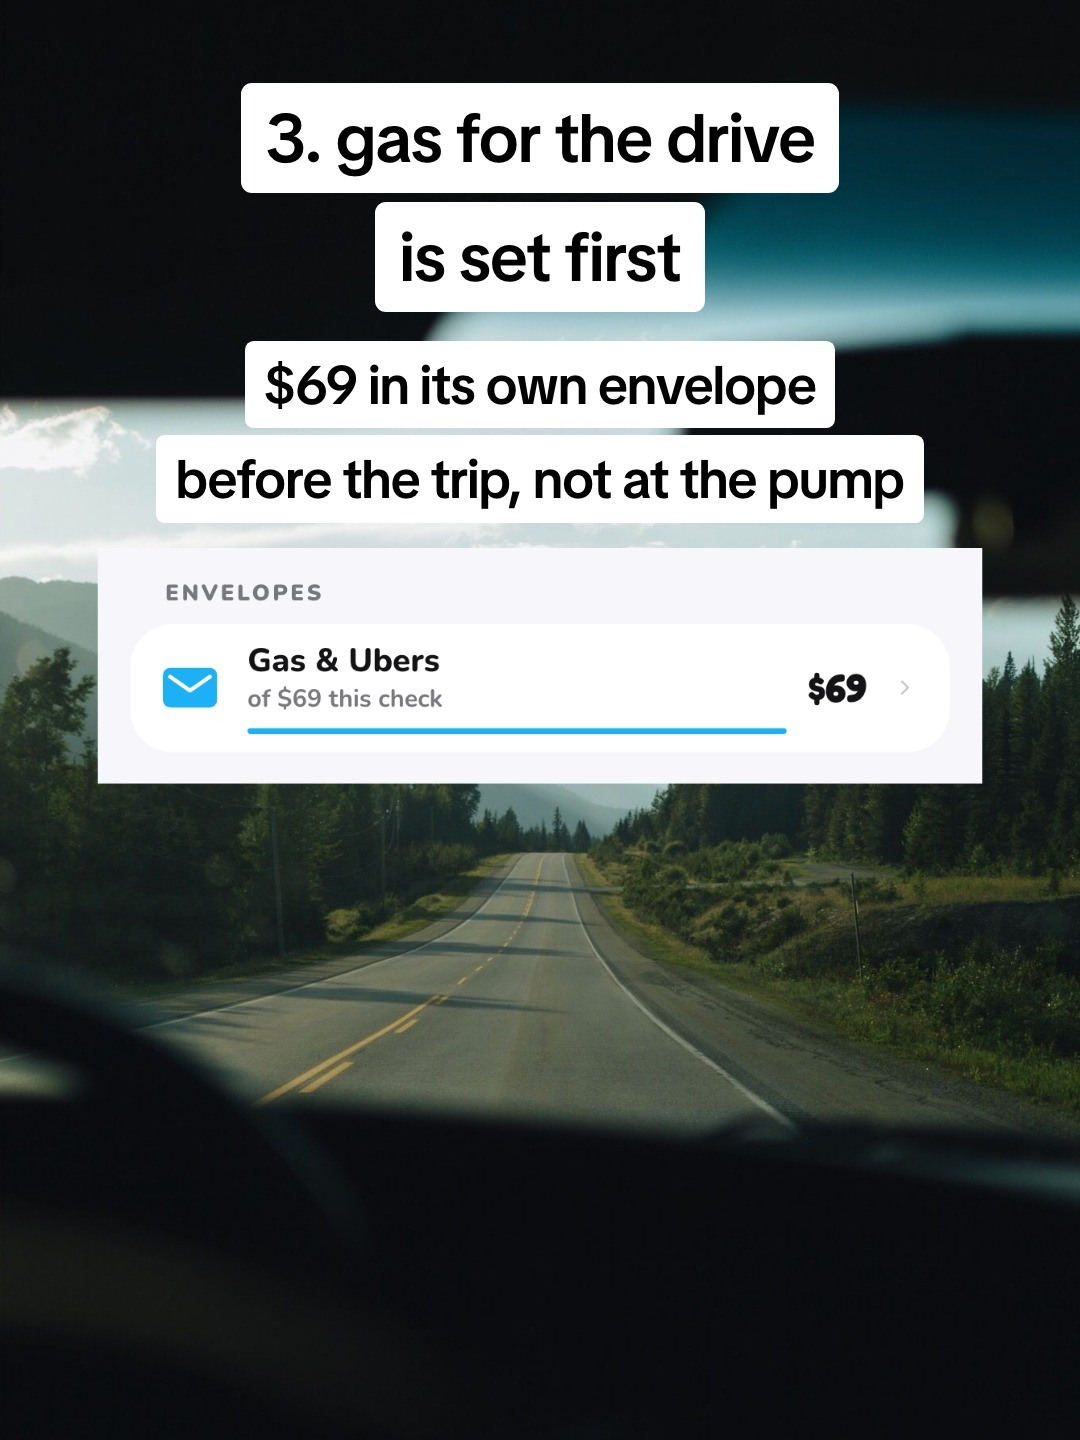 3. gas for the drive
is set first
$69 in its own envelope
before the trip, not at the pump
ENVELOPES
Gas & Ubers
of $69 this check
$69